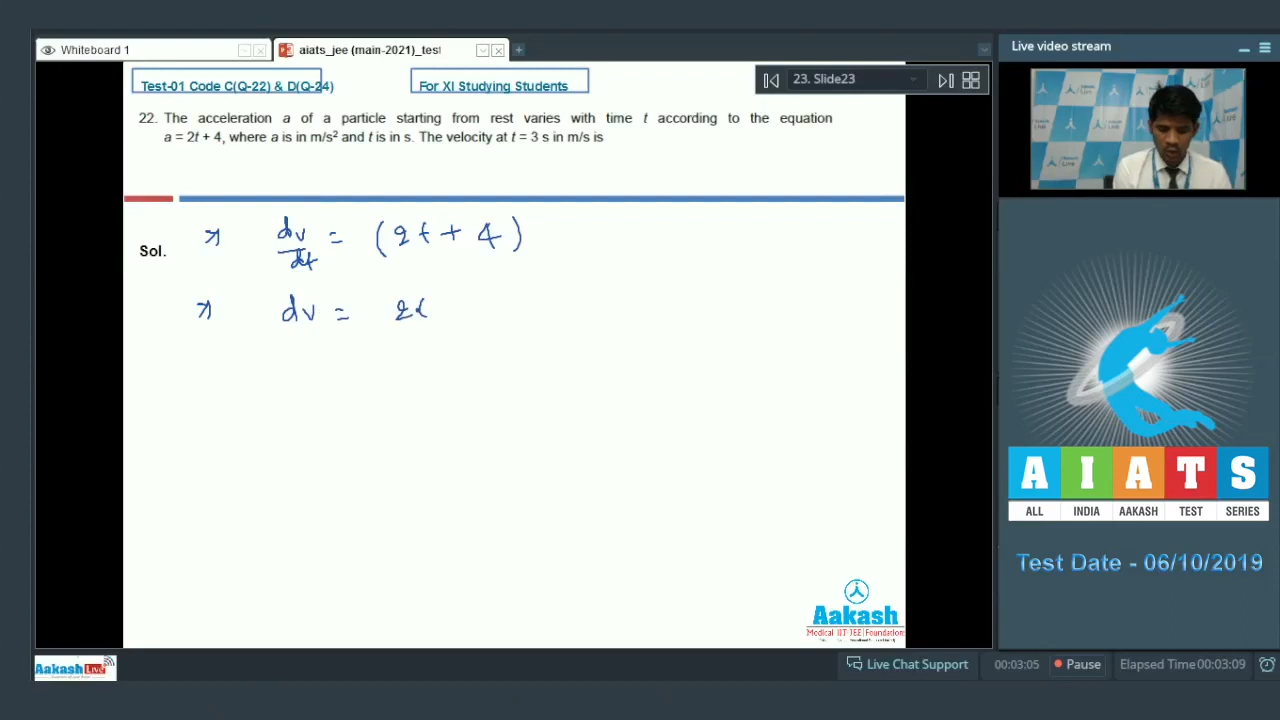 Whiteboard 1
aiats_jee (main-2021)_test
Live video stream
Test-01 Code C(Q-22) & D(Q-24)
For XI Studying Students
23. Slide23
22. The acceleration a of a particle starting from rest varies with time t according to the equation
a = 2t + 4, where a is in m/s² and t is in s. The velocity at t = 3 s in m/s is
Sol.
dv/dt = (2t + 4)
dv =
A I A T S
ALL INDIA AAKASH TEST SERIES
Test Date - 06/10/2019
Aakash
Medical IIT-JEE Foundations
Aakash Live
Live Chat Support
00:03:05
Pause
Elapsed Time 00:03:09